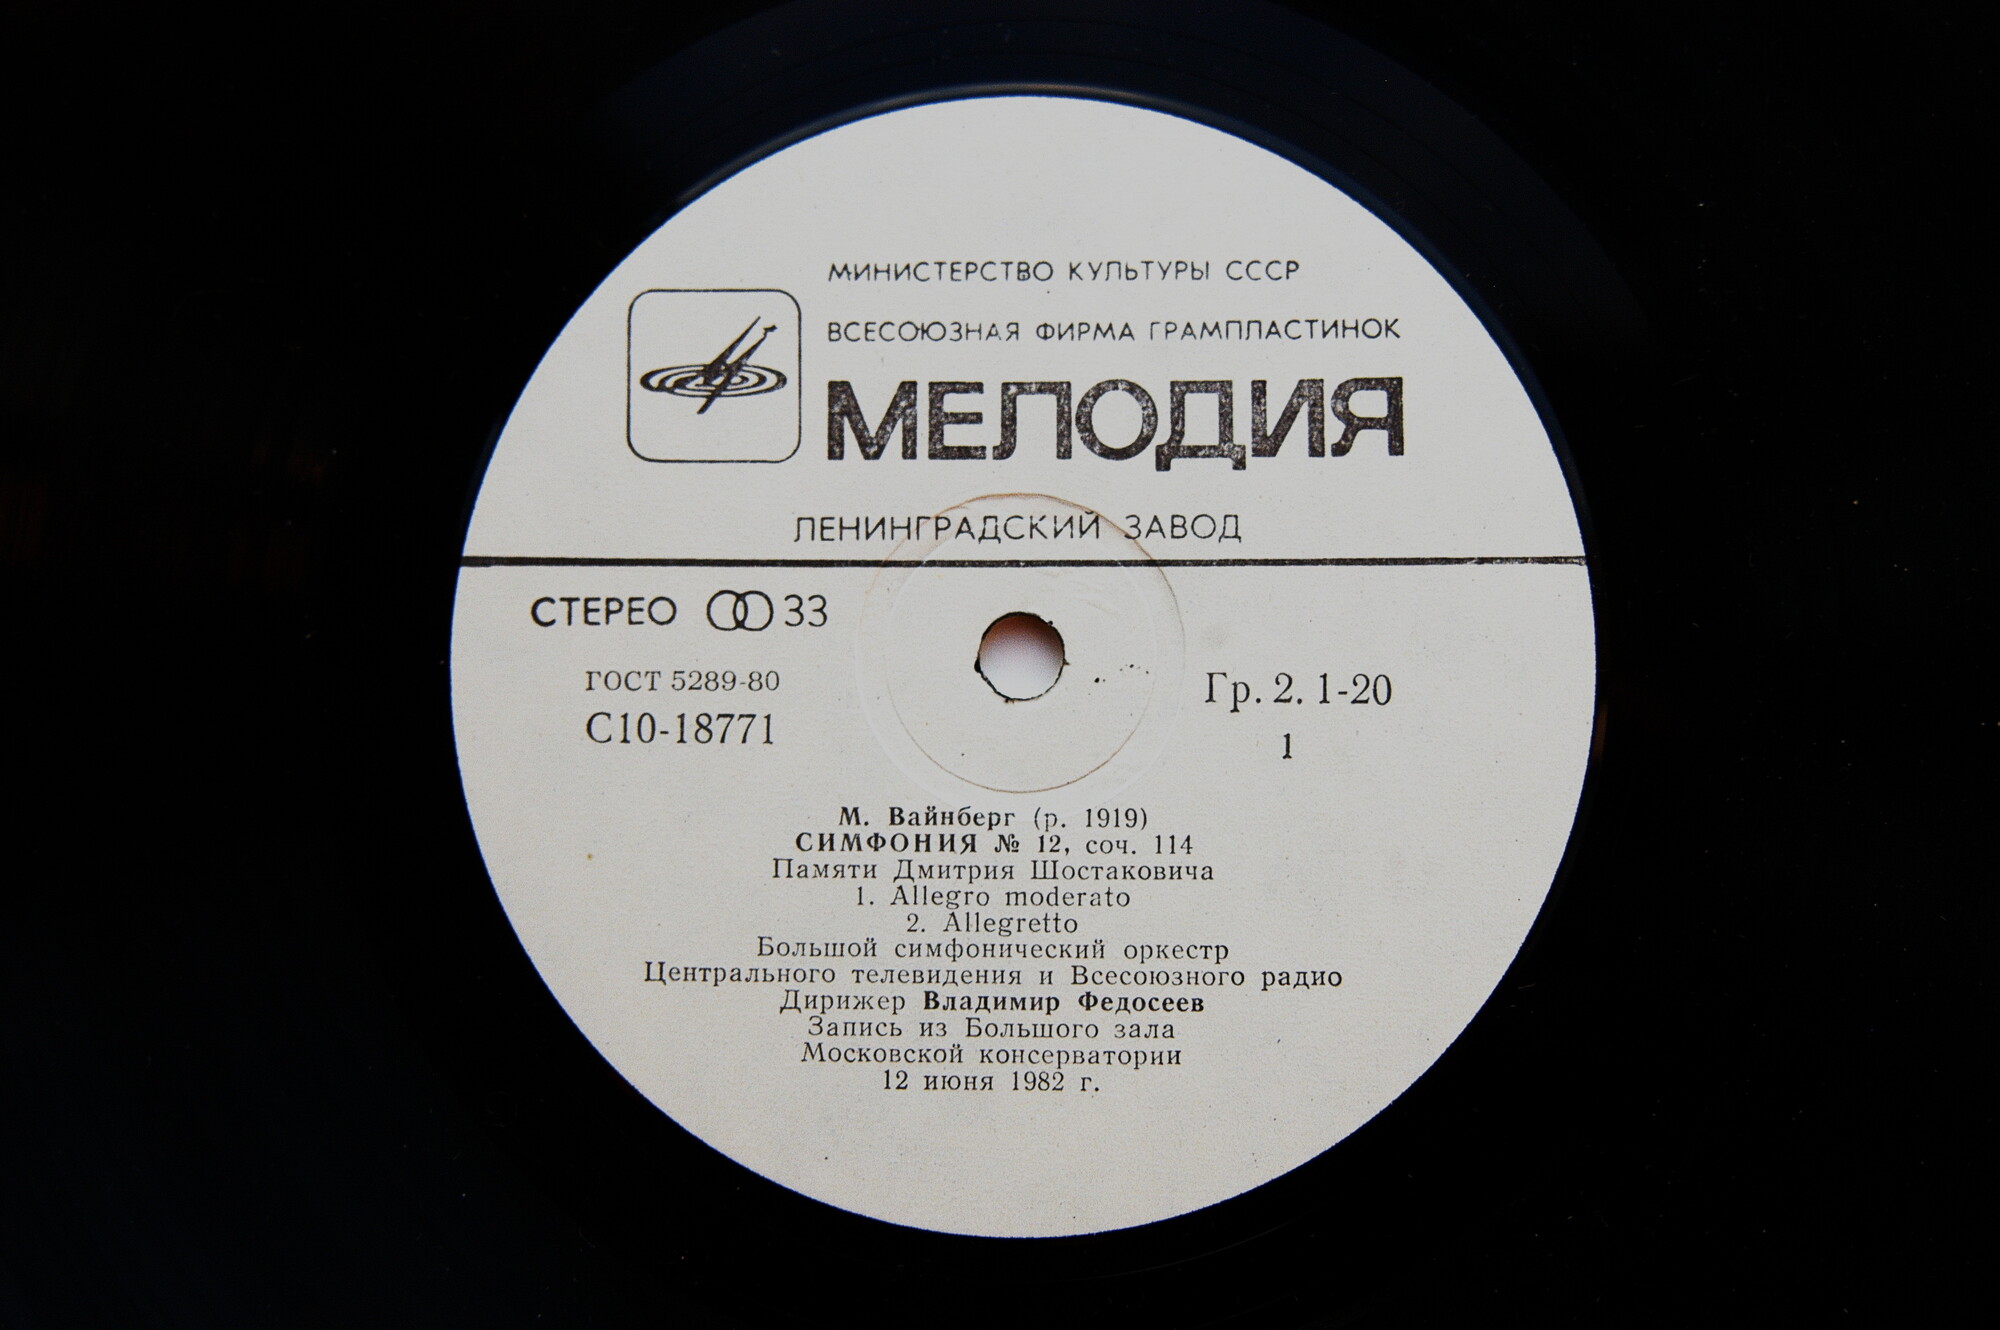 МИНИСТЕРСТВО КУЛЬТУРЫ СССР
ВСЕСОЮЗНАЯ ФИРМА ГРАМПЛАСТИНОК
МЕЛОДИЯ
ЛЕНИНГРАДСКИЙ ЗАВОД
СТЕРЕО 33
ГОСТ 5289-80
С10-18771
Гр. 2. 1-20
1
М. Вайнберг (р. 1919)
СИМФОНИЯ № 12, соч. 114
Памяти Дмитрия Шостаковича
1. Allegro moderato
2. Allegretto
Большой симфонический оркестр
Центрального телевидения и Всесоюзного радио
Дирижер Владимир Федосеев
Запись из Большого зала
Московской консерватории
12 июня 1982 г.